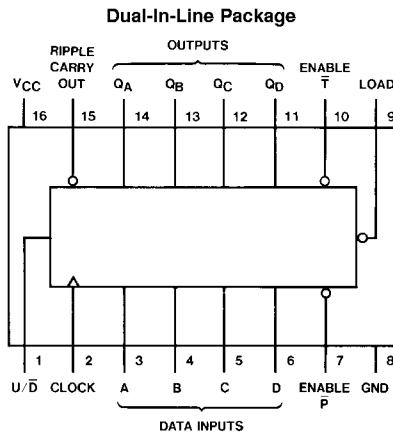 Dual-In-Line Package
OUTPUTS
RIPPLE CARRY OUT
ENABLE T̅
VCC QA QB QC QD LOAD
16 15 14 13 12 11 10 9
1 2 3 4 5 6 7 8
U/D̅ CLOCK A B C D ENABLE P̅ GND
DATA INPUTS